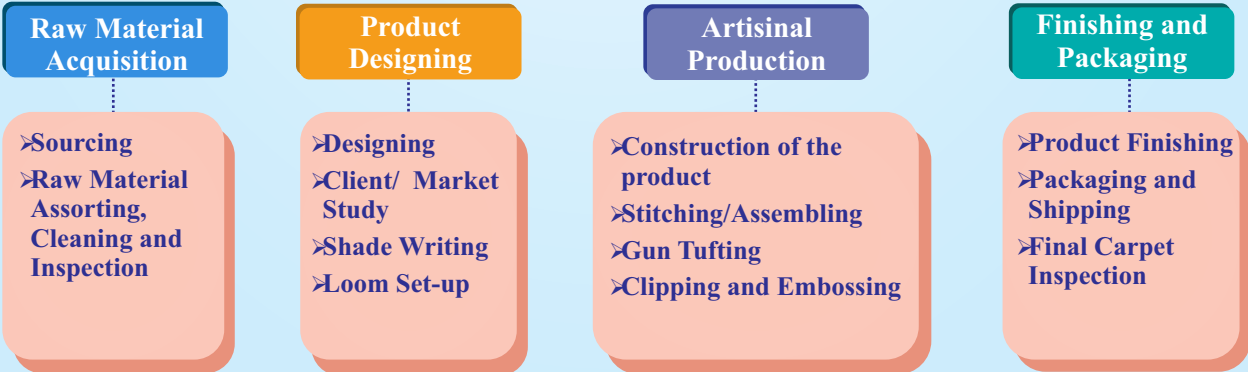 Raw Material
Acquisition
➢Sourcing
➢Raw Material
Assorting,
Cleaning and
Inspection
Product
Designing
➢Designing
➢Client/ Market
Study
➢Shade Writing
➢Loom Set-up
Artisinal
Production
➢Construction of the
product
➢Stitching/Assembling
➢Gun Tufting
➢Clipping and Embossing
Finishing and
Packaging
➢Product Finishing
➢Packaging and
Shipping
➢Final Carpet
Inspection